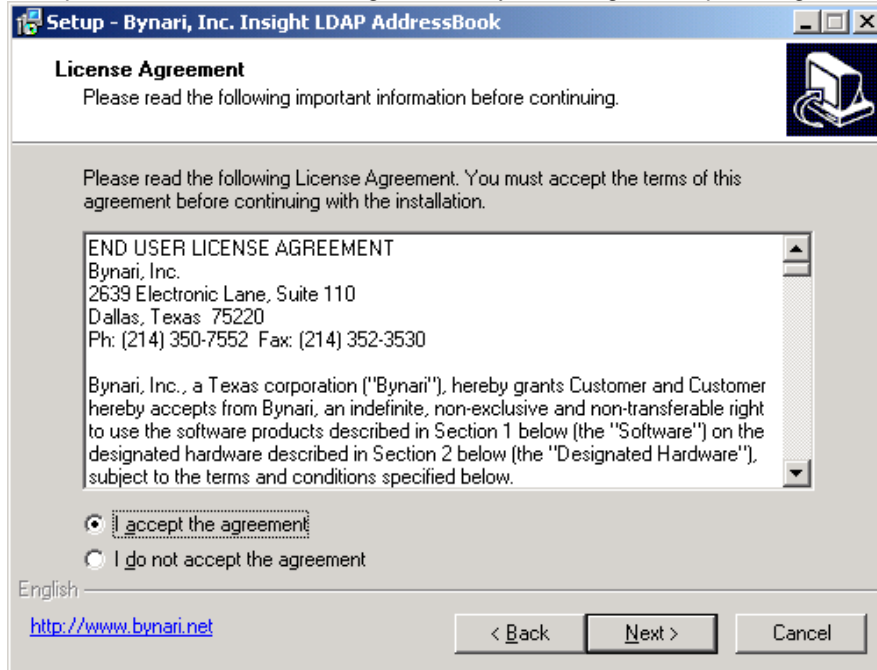 Setup - Bynari, Inc. Insight LDAP AddressBook
License Agreement
Please read the following important information before continuing.
Please read the following License Agreement. You must accept the terms of this
agreement before continuing with the installation.
END USER LICENSE AGREEMENT
Bynari, Inc.
2639 Electronic Lane, Suite 110
Dallas, Texas  75220
Ph: (214) 350-7552  Fax: (214) 352-3530
Bynari, Inc., a Texas corporation ("Bynari"), hereby grants Customer and Customer
hereby accepts from Bynari, an indefinite, non-exclusive and non-transferable right
to use the software products described in Section 1 below (the "Software") on the
designated hardware described in Section 2 below (the "Designated Hardware"),
subject to the terms and conditions specified below.
I accept the agreement
I do not accept the agreement
English
http://www.bynari.net
< Back
Next >
Cancel